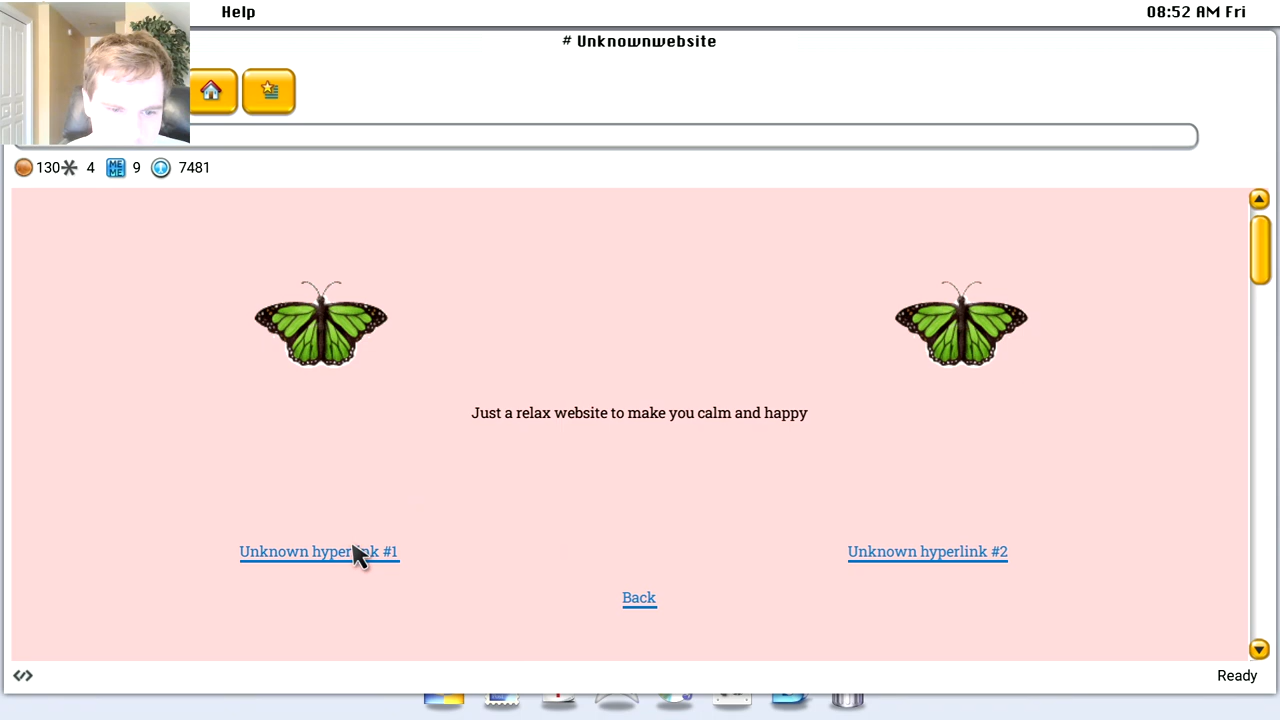 Help
08:52 AM Fri
# Unknownwebsite
130 4 MEME 9 7481
Just a relax website to make you calm and happy
Unknown hyperlink #1
Unknown hyperlink #2
Back
Ready